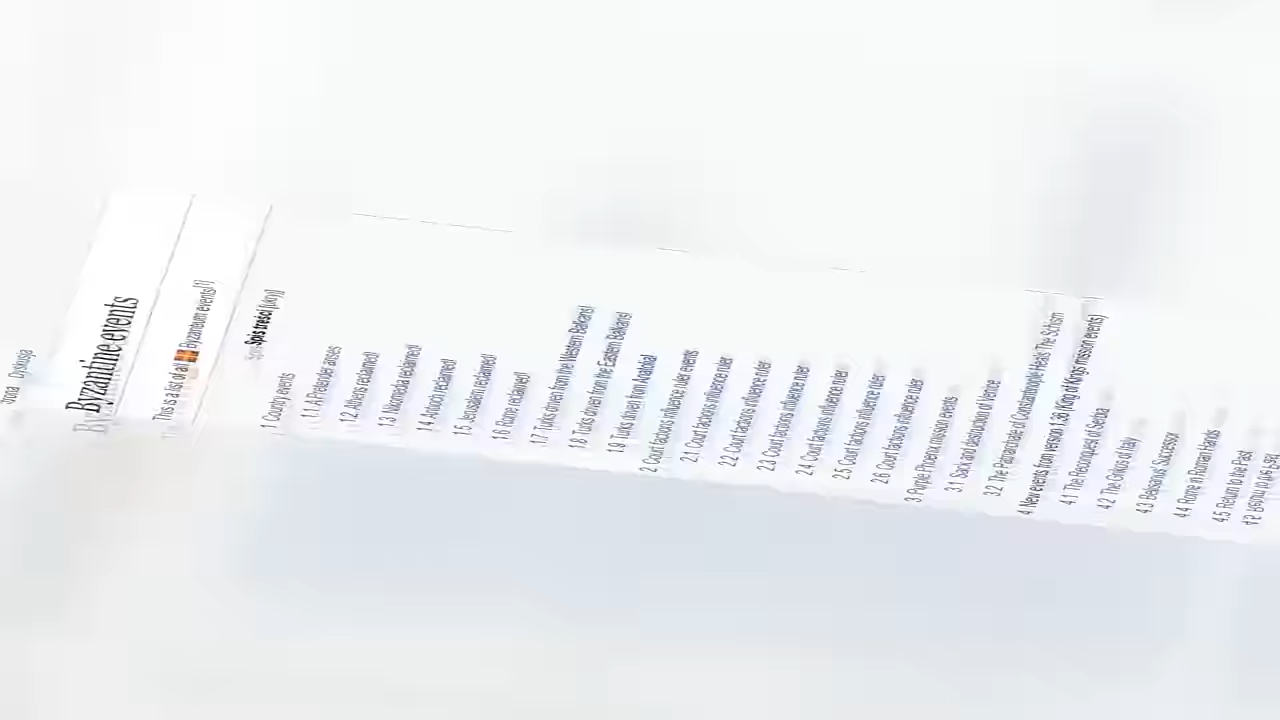 Strona Dyskusja
Byzantine events
This is a list of all Byzantium events[1]
Spis treści [ukryj]
1 Country events
1.1 A Pretender arises
1.2 Athens reclaimed!
1.3 Nicomedia reclaimed!
1.4 Antioch reclaimed!
1.5 Jerusalem reclaimed!
1.6 Rome reclaimed!
1.7 Turks driven from the Western Balkans!
1.8 Turks driven from the Eastern Balkans!
1.9 Turks driven from Anatolia!
2 Court factions influence ruler events
2.1 Court factions influence ruler
2.2 Court factions influence ruler
2.3 Court factions influence ruler
2.4 Court factions influence ruler
2.5 Court factions influence ruler
2.6 Court factions influence ruler
3 Purple Phoenix mission events
3.1 Sack and destruction of Venice
3.2 The Patriarchate of Constantinople Heals The Schism
4 New events from version 1.36 (King of Kings mission events)
4.1 The Reconquest of Serbia
4.2 The Goths of Italy
4.3 Belisarius' Successor
4.4 Rome in Roman Hands
4.5 Return to the Past